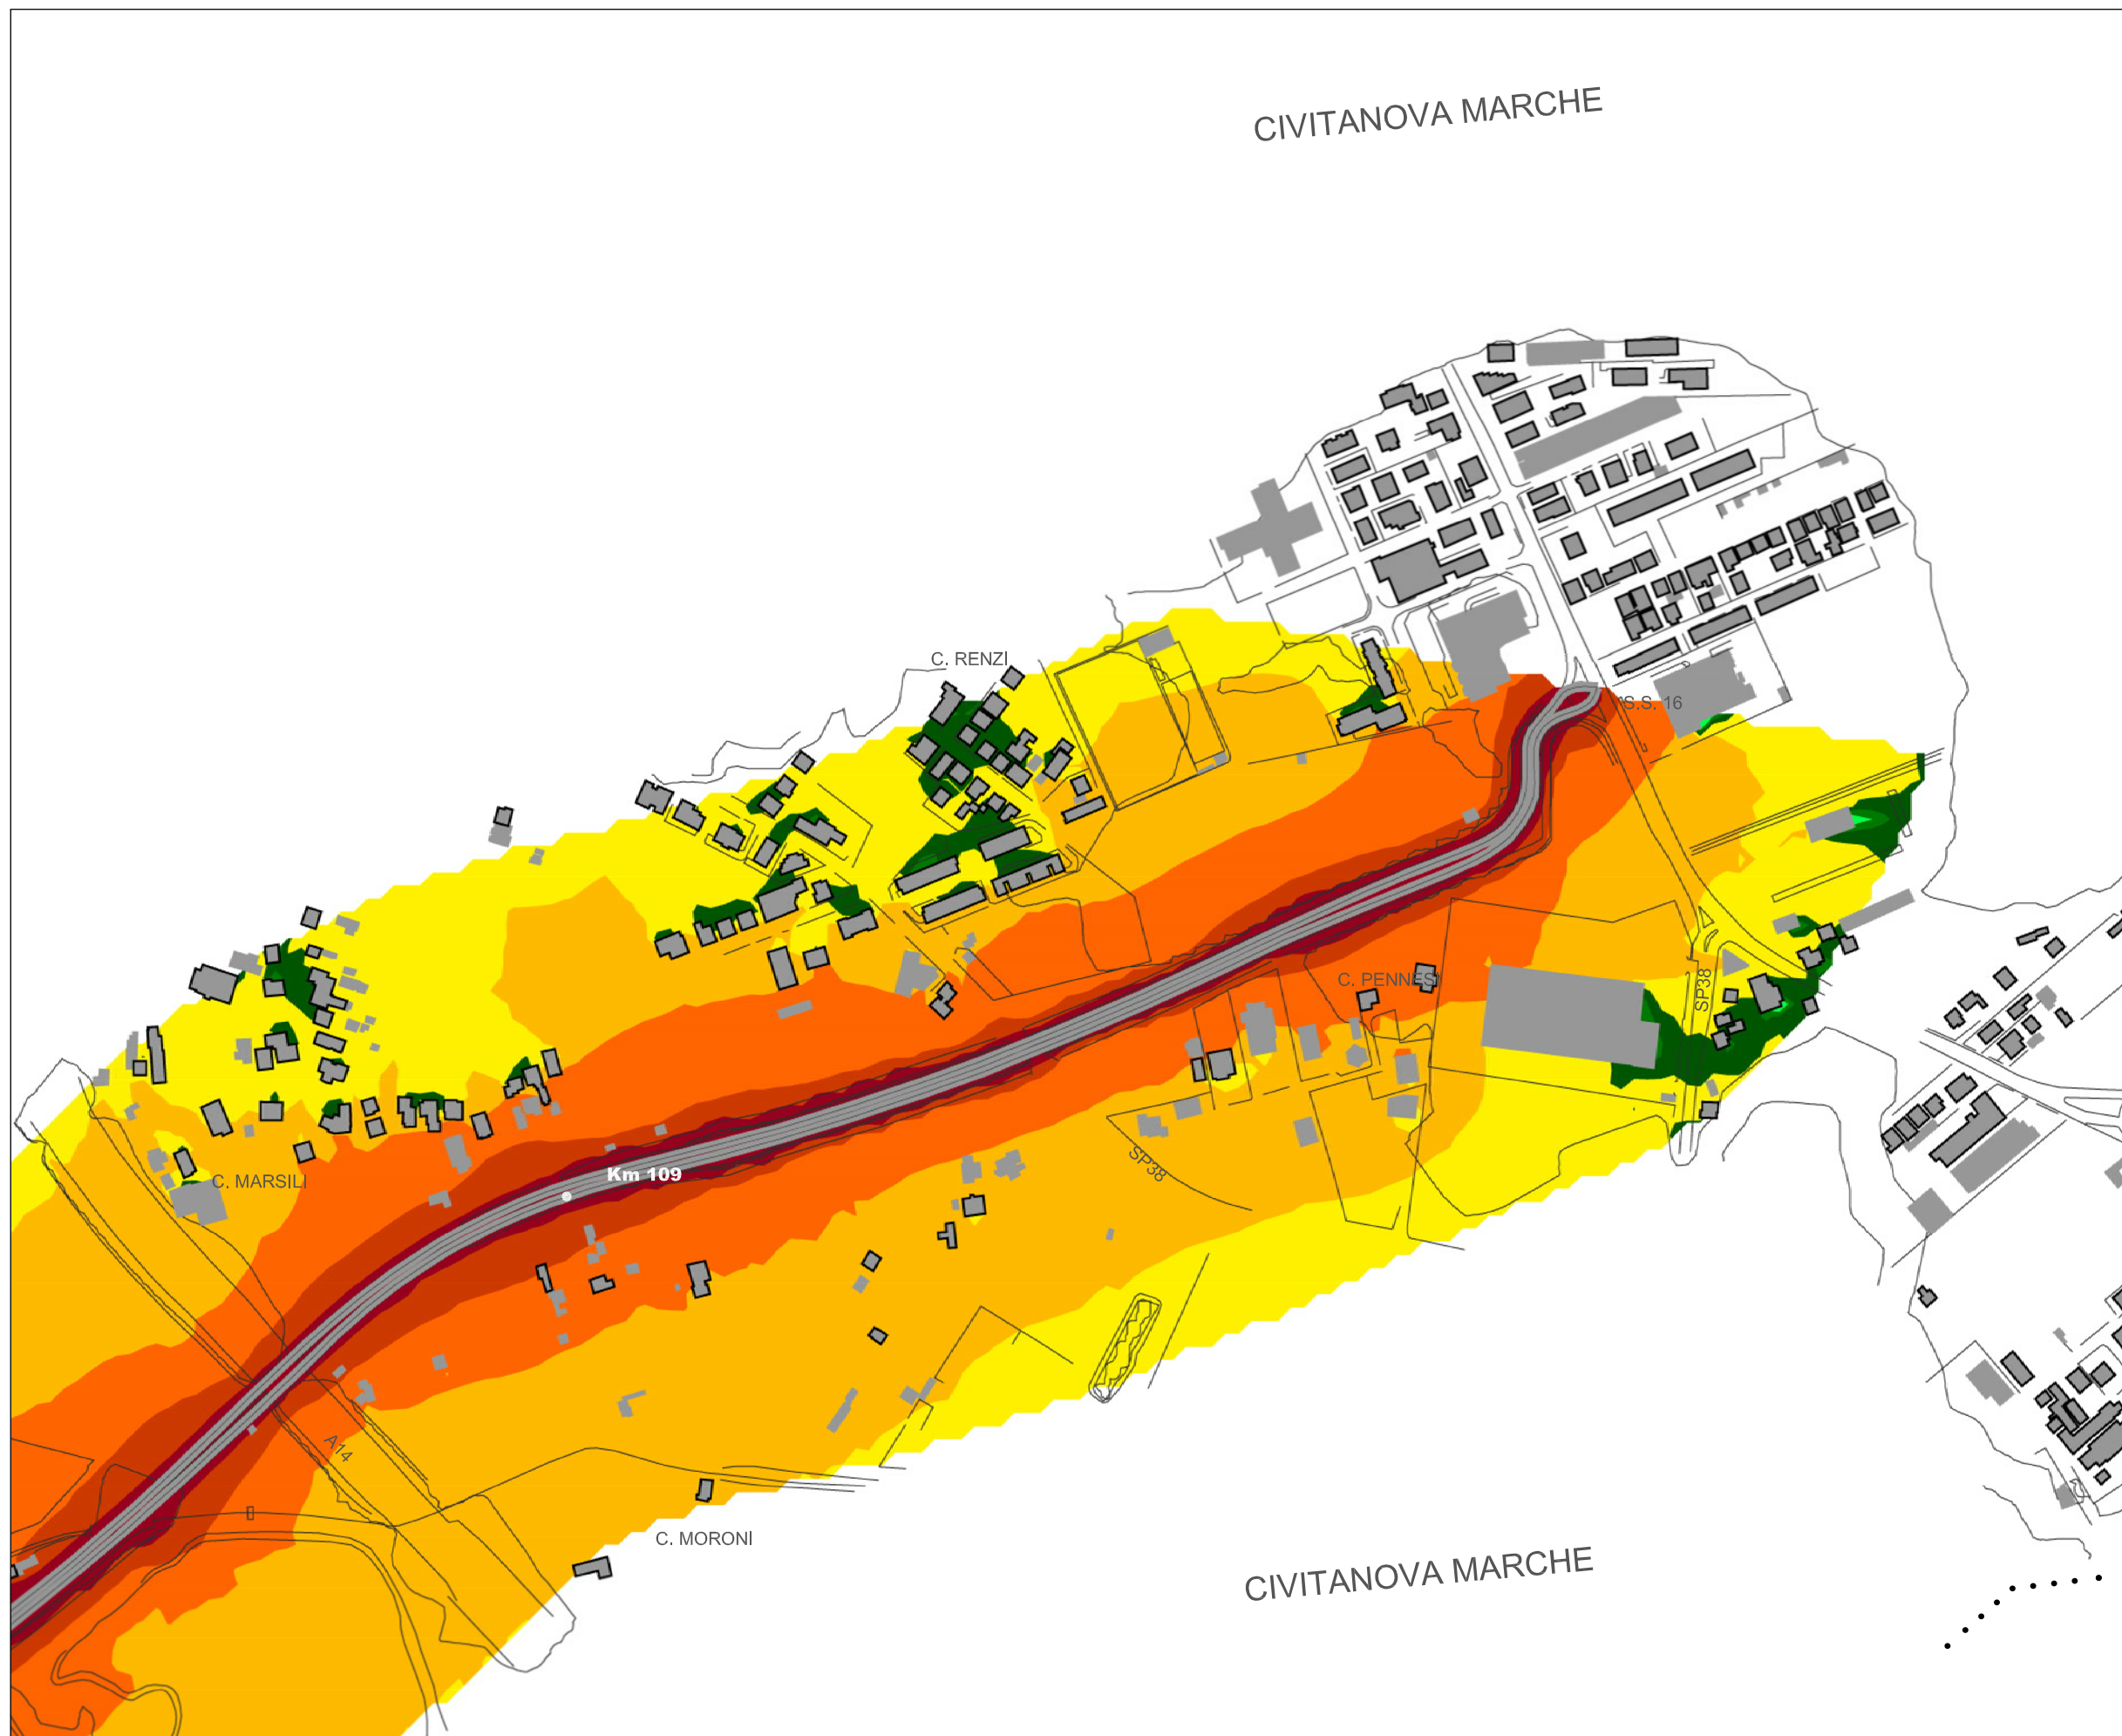 CIVITANOVA MARCHE
C. RENZI
S.S. 16
C. PENNESI
SP38
Km 109
SP38
C. MARSILI
A14
C. MORONI
CIVITANOVA MARCHE